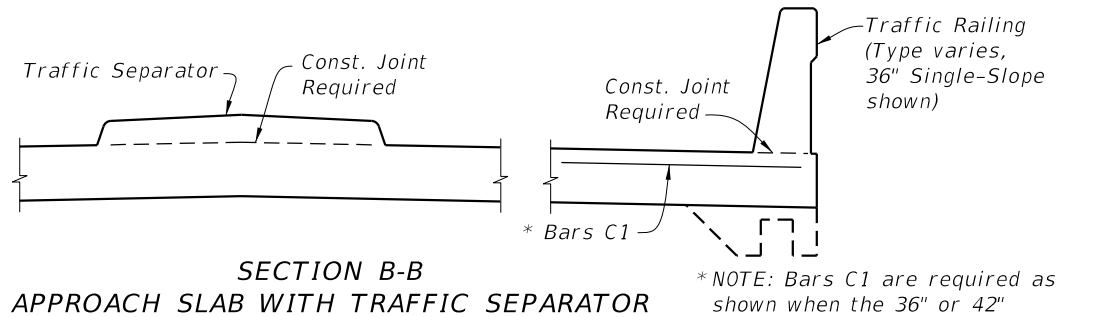 Traffic Separator
Const. Joint
Required
Const. Joint
Required
Traffic Railing
(Type varies,
36" Single-Slope
shown)
* Bars C1
SECTION B-B
APPROACH SLAB WITH TRAFFIC SEPARATOR
* NOTE: Bars C1 are required as
shown when the 36" or 42"